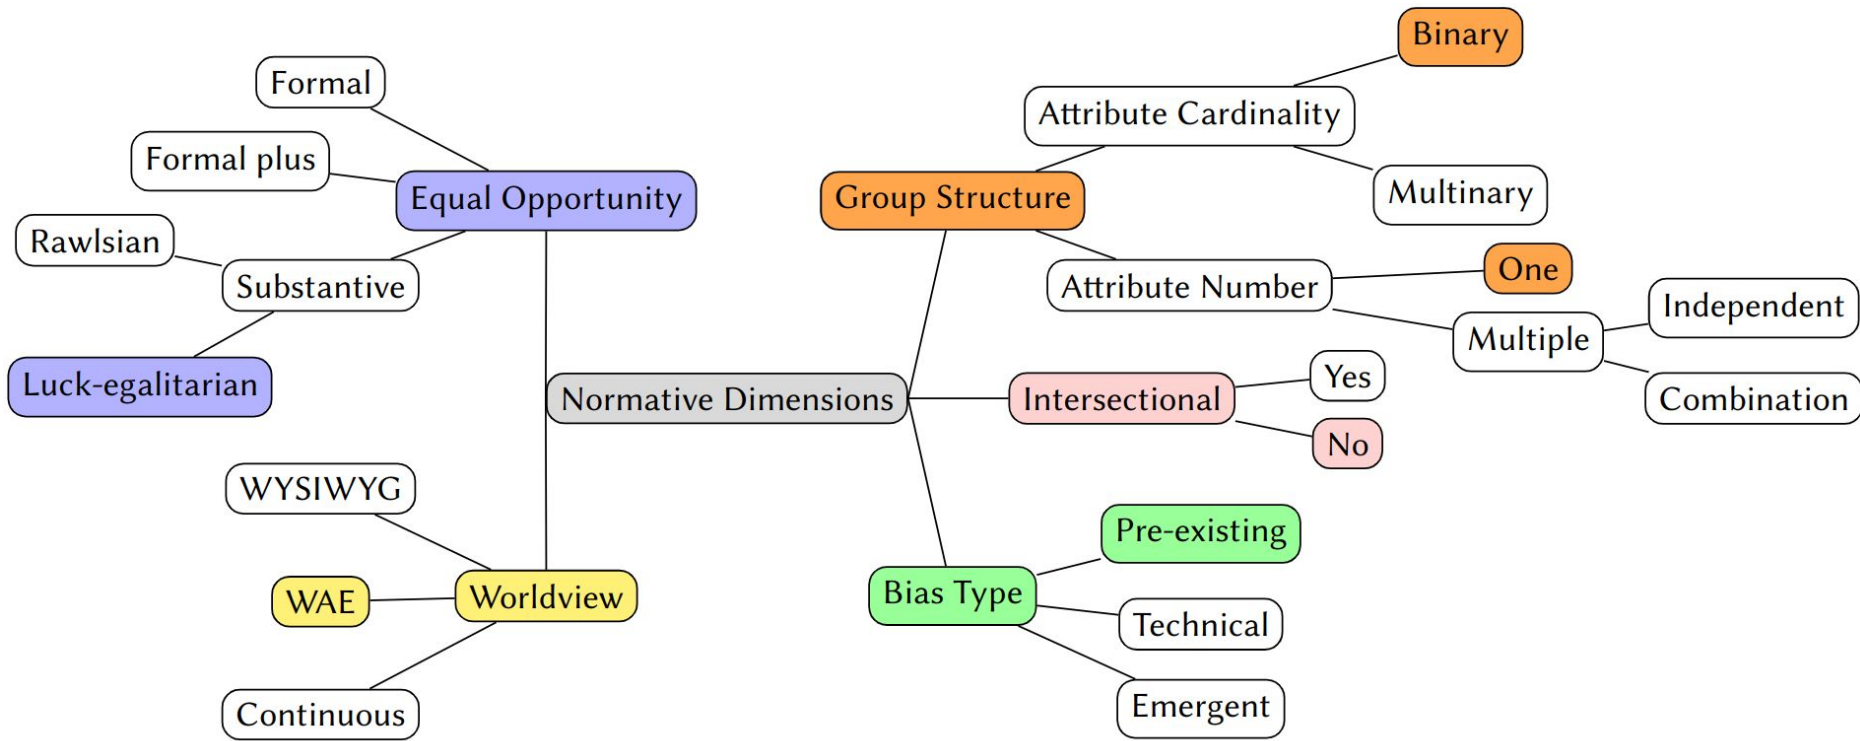 Binary
Formal
Attribute Cardinality
Formal plus
Equal Opportunity
Group Structure
Multinary
Rawlsian
Substantive
Attribute Number
One
Independent
Multiple
Luck-egalitarian
Normative Dimensions
Intersectional
Yes
Combination
No
WYSIWYG
Pre-existing
WAE
Worldview
Bias Type
Technical
Continuous
Emergent